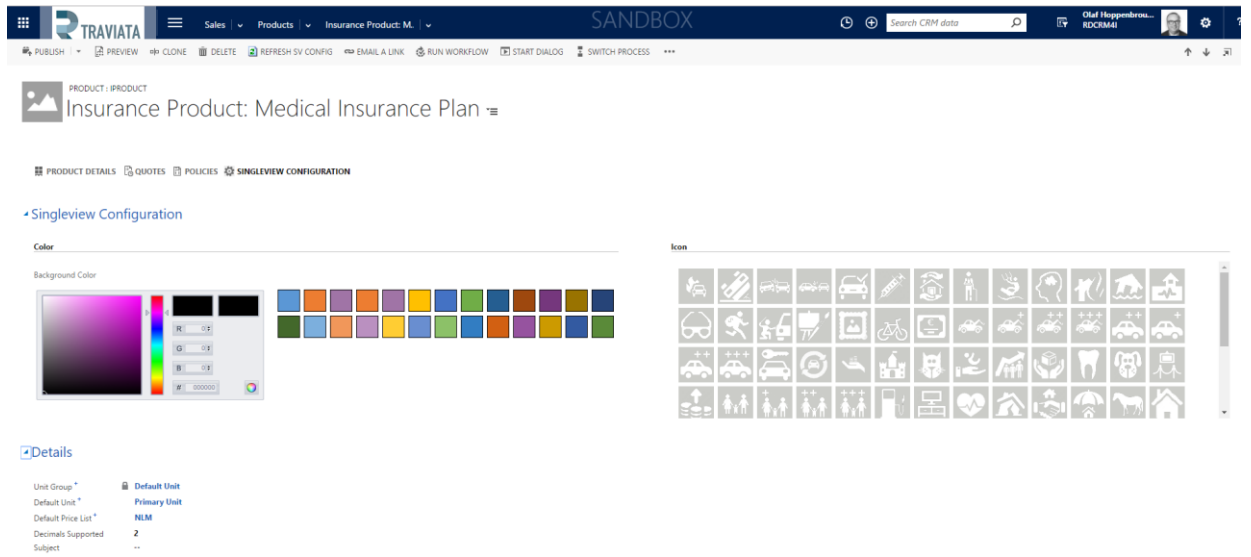 TRAVIATA
Sales
Products
Insurance Product: M.
SANDBOX
Search CRM data
Olaf Hoppenbrou...
RDCRM4I
?
PUBLISH
PREVIEW
CLONE
DELETE
REFRESH SV CONFIG
EMAIL A LINK
RUN WORKFLOW
START DIALOG
SWITCH PROCESS
•••
PRODUCT : IPRODUCT
Insurance Product: Medical Insurance Plan
PRODUCT DETAILS
QUOTES
POLICIES
SINGLEVIEW CONFIGURATION
Singleview Configuration
Color
Icon
Background Color
R 0
G 0
B 0
# 000000
Details
Unit Group * Default Unit
Default Unit * Primary Unit
Default Price List * NLM
Decimals Supported 2
Subject --